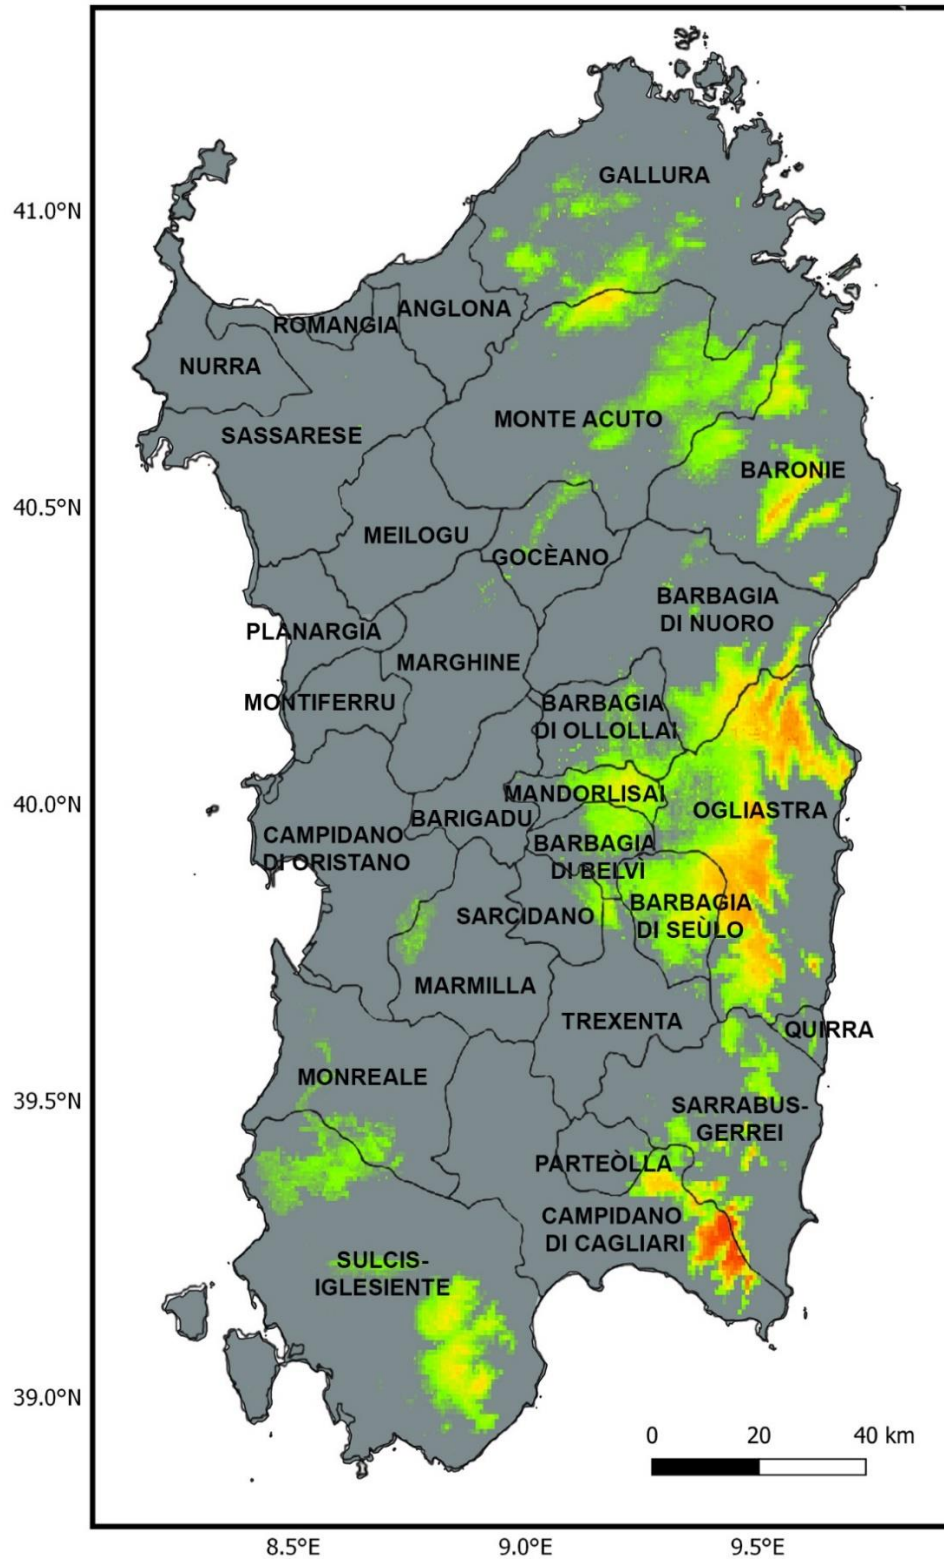 GALLURA
41.0°N
ANGLONA
ROMANGIA
NURRA
MONTE ACUTO
SASSARESE
BARONIE
40.5°N
MEILOGU
GOCÈANO
BARBAGIA
DI NUORO
PLANARGIA
MARGHINE
MONTIFERRU
BARBAGIA
DI OLLOLLAI
MANDORLISAI
40.0°N
OGLIASTRA
BARIGADU
CAMPIDANO
DI ORISTANO
BARBAGIA
DI BELVÌ
BARBAGIA
DI SEÙLO
SARCIDANO
MARMILLA
TREXENTA
QUIRRA
MONREALE
39.5°N
SARRABUS-
GERREI
PARTEÒLLA
CAMPIDANO
DI CAGLIARI
SULCIS-
IGLESIENTE
39.0°N
0 20 40 km
8.5°E 9.0°E 9.5°E